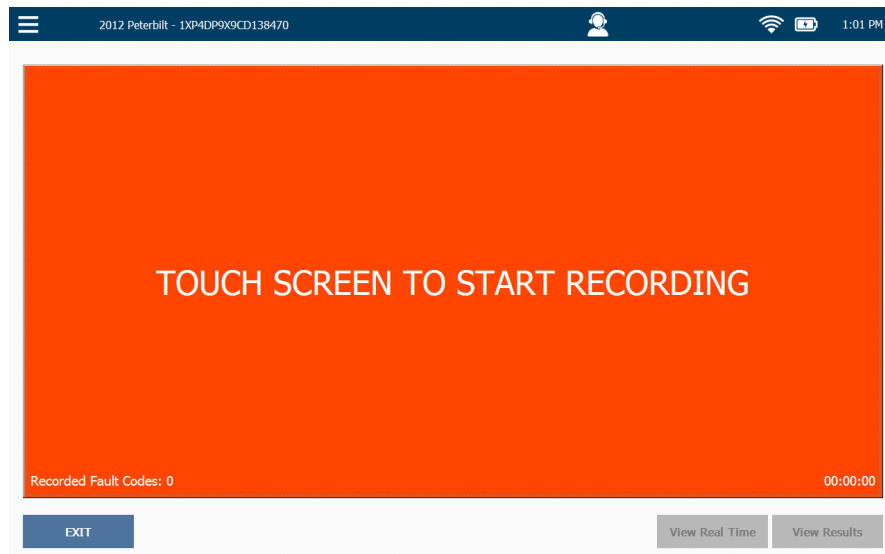 2012 Peterbilt - 1XP4DP9X9CD138470
1:01 PM
TOUCH SCREEN TO START RECORDING
Recorded Fault Codes: 0
00:00:00
EXIT
View Real Time
View Results